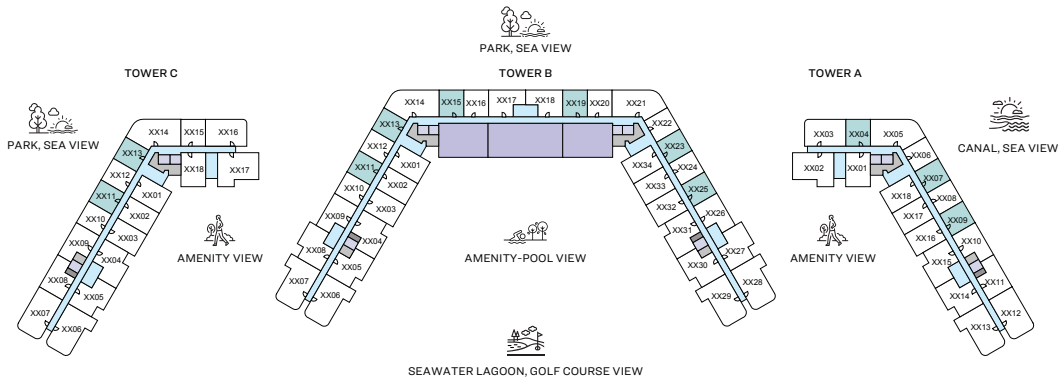 PARK, SEA VIEW
TOWER C
TOWER B
TOWER A
PARK, SEA VIEW
CANAL, SEA VIEW
XX14
XX15
XX16
XX13
XX12
XX18
XX17
XX11
XX01
XX10
XX02
XX09
XX03
XX08
XX04
XX07
XX05
XX06
AMENITY VIEW
XX14
XX15
XX16
XX17
XX18
XX19
XX20
XX21
XX13
XX22
XX12
XX23
XX11
XX01
XX34
XX24
XX10
XX02
XX33
XX25
XX09
XX03
XX32
XX26
XX08
XX04
XX31
XX27
XX07
XX05
XX30
XX28
XX06
XX29
AMENITY-POOL VIEW
XX03
XX04
XX05
XX02
XX01
XX06
XX07
XX18
XX08
XX17
XX09
XX16
XX10
XX15
XX11
XX14
XX12
XX13
AMENITY VIEW
SEAWATER LAGOON, GOLF COURSE VIEW